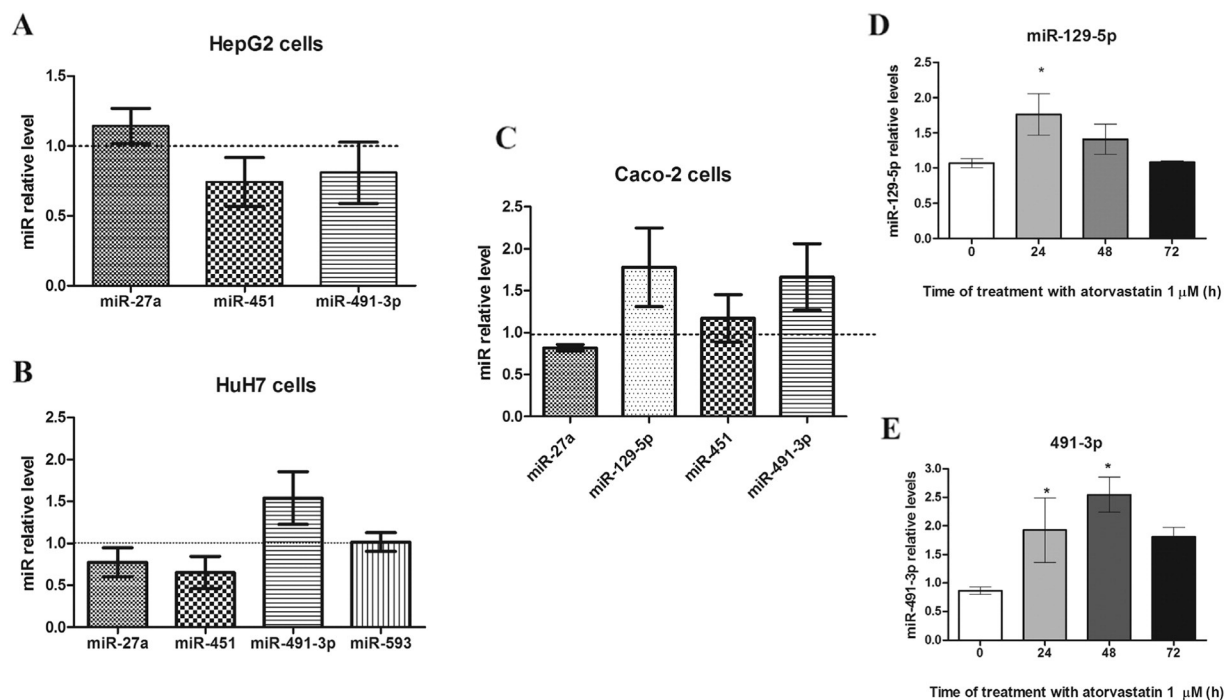 A
HepG2 cells
miR relative level
1.5
1.0
0.5
0.0
miR-27a miR-451 miR-491-3p
B
HuH7 cells
miR relative level
2.5
2.0
1.5
1.0
0.5
0.0
miR-27a miR-451 miR-491-3p miR-593
C
Caco-2 cells
miR relative level
2.5
2.0
1.5
1.0
0.5
0.0
miR-27a
miR-129-5p
miR-451
miR-491-3p
D
miR-129-5p
miR-129-5p relative levels
2.5
2.0
1.5
1.0
0.5
0.0
*
0 24 48 72
Time of treatment with atorvastatin 1 μM (h)
E
491-3p
miR-491-3p relative levels
3.0
2.5
2.0
1.5
1.0
0.5
0.0
* *
0 24 48 72
Time of treatment with atorvastatin 1 μM (h)